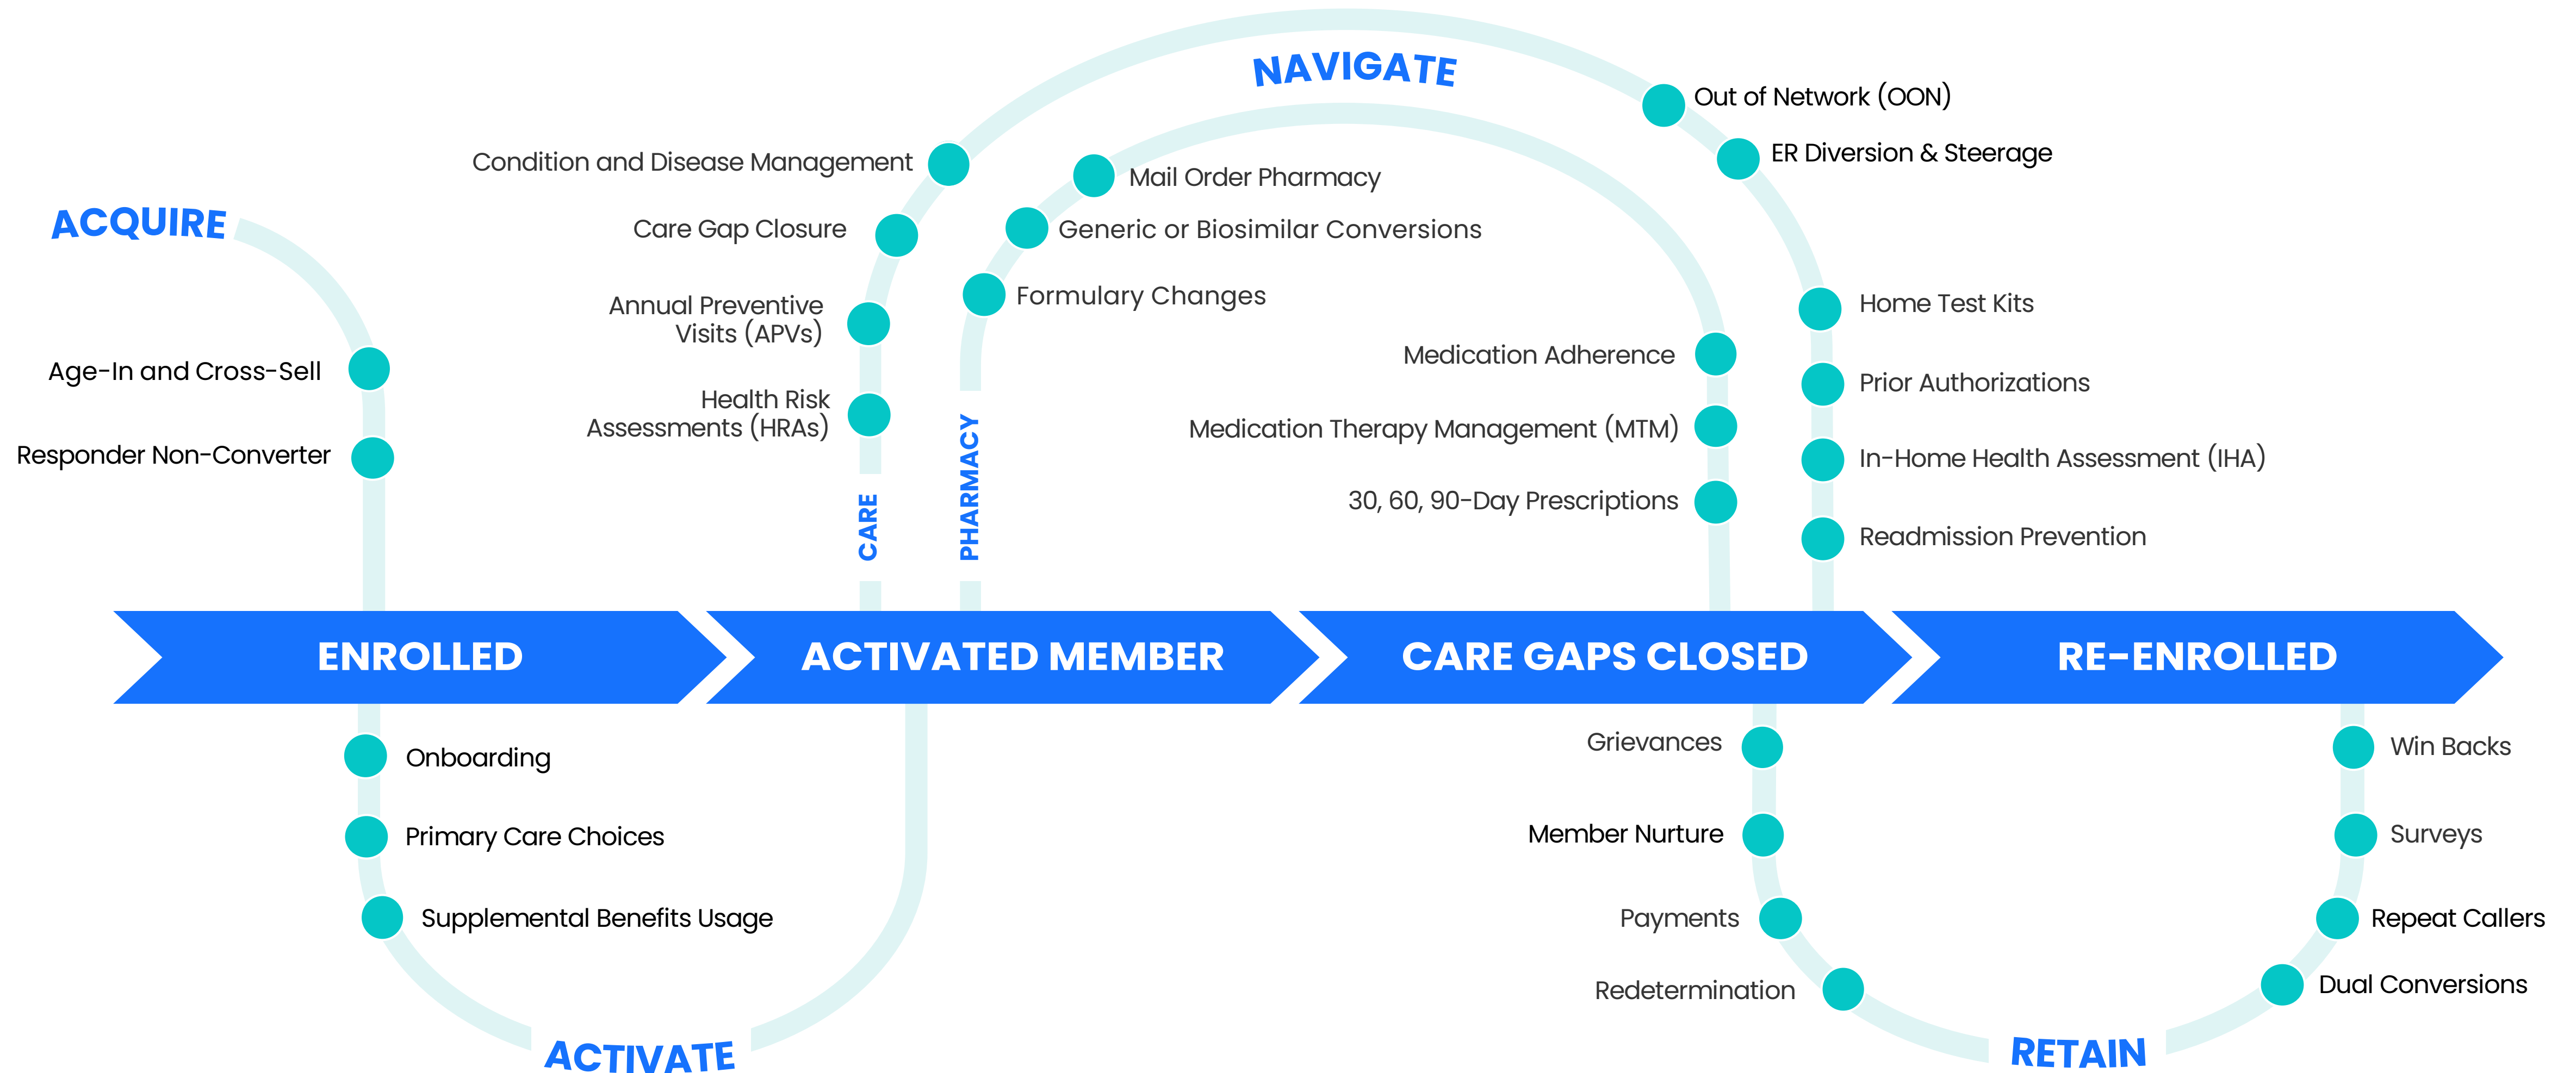 ACQUIRE
Age-In and Cross-Sell
Responder Non-Converter
NAVIGATE
Condition and Disease Management
Care Gap Closure
Annual Preventive
Visits (APVs)
Health Risk
Assessments (HRAs)
CARE
Mail Order Pharmacy
Generic or Biosimilar Conversions
Formulary Changes
PHARMACY
Medication Adherence
Medication Therapy Management (MTM)
30, 60, 90-Day Prescriptions
Out of Network (OON)
ER Diversion & Steerage
Home Test Kits
Prior Authorizations
In-Home Health Assessment (IHA)
Readmission Prevention
ENROLLED
ACTIVATED MEMBER
CARE GAPS CLOSED
RE-ENROLLED
Onboarding
Primary Care Choices
Supplemental Benefits Usage
ACTIVATE
Grievances
Member Nurture
Payments
Redetermination
Win Backs
Surveys
Repeat Callers
Dual Conversions
RETAIN